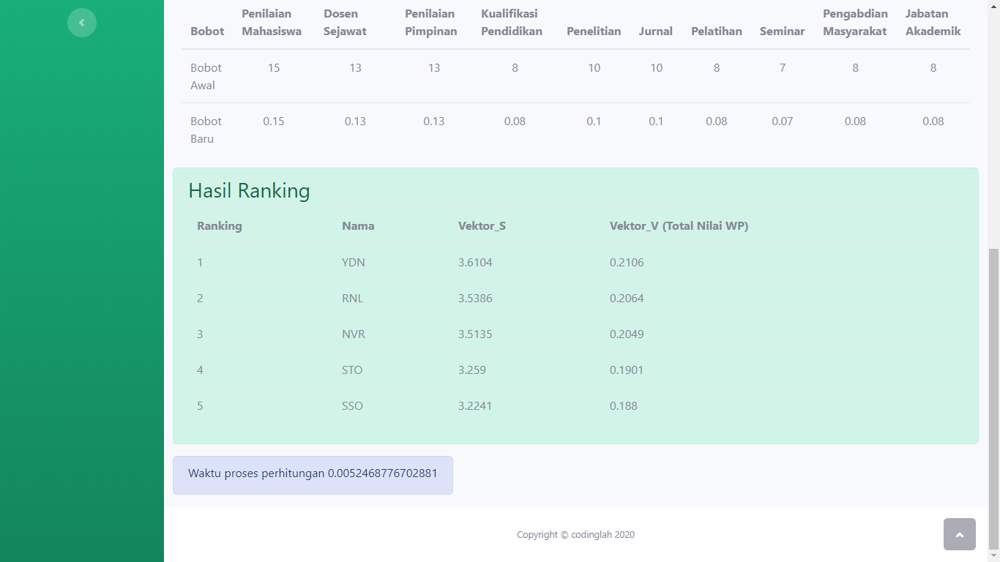 Bobot Penilaian Mahasiswa Dosen Sejawat Penilaian Pimpinan Kualifikasi Pendidikan Penelitian Jurnal Pelatihan Seminar Pengabdian Masyarakat Jabatan Akademik
Bobot Awal 15 13 13 8 10 10 8 7 8 8
Bobot Baru 0.15 0.13 0.13 0.08 0.1 0.1 0.08 0.07 0.08 0.08
Hasil Ranking
Ranking Nama Vektor_S Vektor_V (Total Nilai WP)
1 YDN 3.6104 0.2106
2 RNL 3.5386 0.2064
3 NVR 3.5135 0.2049
4 STO 3.259 0.1901
5 SSO 3.2241 0.188
Waktu proses perhitungan 0.0052468776702881
Copyright © codinglah 2020